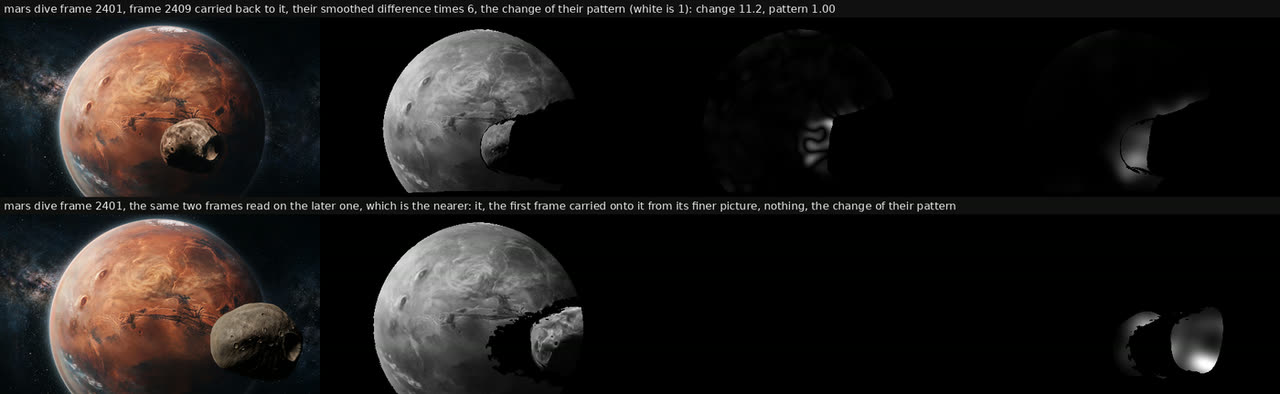 mars dive 2401, frame 2409 carried back to it, their smoothed difference times 6, the change of their pattern (white is 1): change 11.2, pattern 1.00
mars dive frame 2401, the same two frames read on the later one, which is the nearer: it, the first frame carried onto it from its finer picture, nothing, the change of their pattern